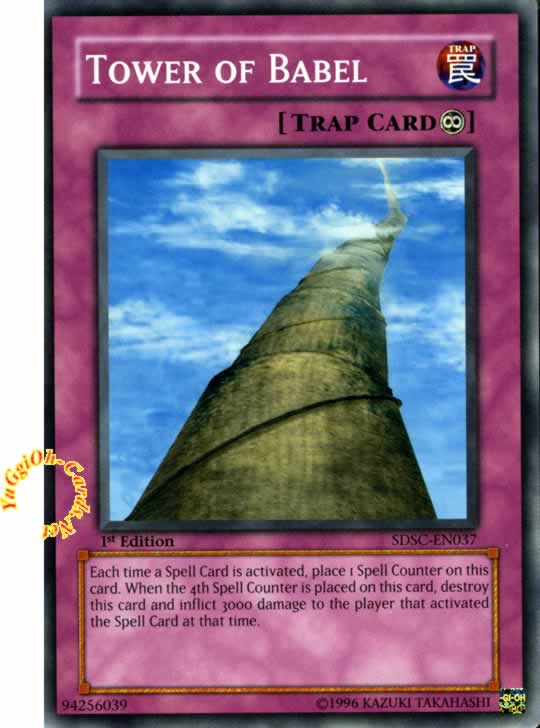 TOWER OF BABEL
TRAP
罠
[TRAP CARD∞]
YuGgiOh-Cards.Net
1st Edition
SDSC-EN037
Each time a Spell Card is activated, place 1 Spell Counter on this
card. When the 4th Spell Counter is placed on this card, destroy
this card and inflict 3000 damage to the player that activated
the Spell Card at that time.
94256039
©1996 KAZUKI TAKAHASHI